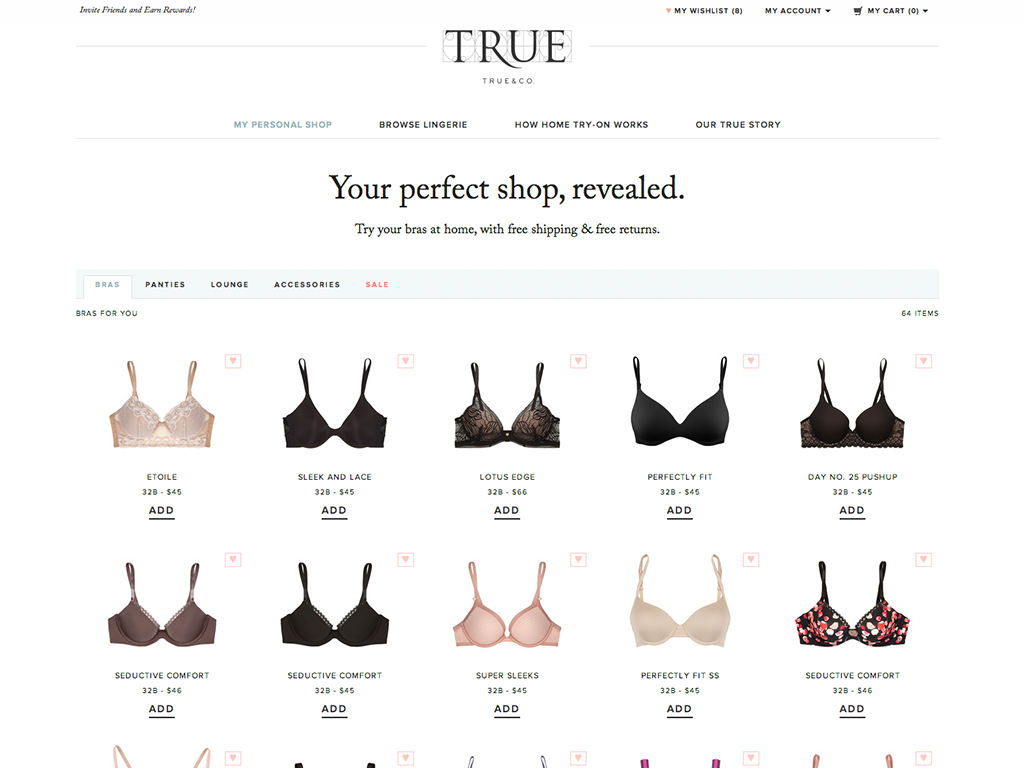 Invite Friends and Earn Rewards!
MY WISHLIST (8) MY ACCOUNT MY CART (0)
TRUE
TRUE&CO.
MY PERSONAL SHOP BROWSE LINGERIE HOW HOME TRY-ON WORKS OUR TRUE STORY
Your perfect shop, revealed.
Try your bras at home, with free shipping & free returns.
BRAS PANTIES LOUNGE ACCESSORIES SALE
BRAS FOR YOU 64 ITEMS
ETOILE SLEEK AND LACE LOTUS EDGE PERFECTLY FIT DAY NO. 25 PUSHUP
32B - $45 32B - $45 32B - $66 32B - $45 32B - $45
ADD ADD ADD ADD ADD
SEDUCTIVE COMFORT SEDUCTIVE COMFORT SUPER SLEEKS PERFECTLY FIT SS SEDUCTIVE COMFORT
32B - $46 32B - $45 32B - $45 32B - $45 32B - $46
ADD ADD ADD ADD ADD